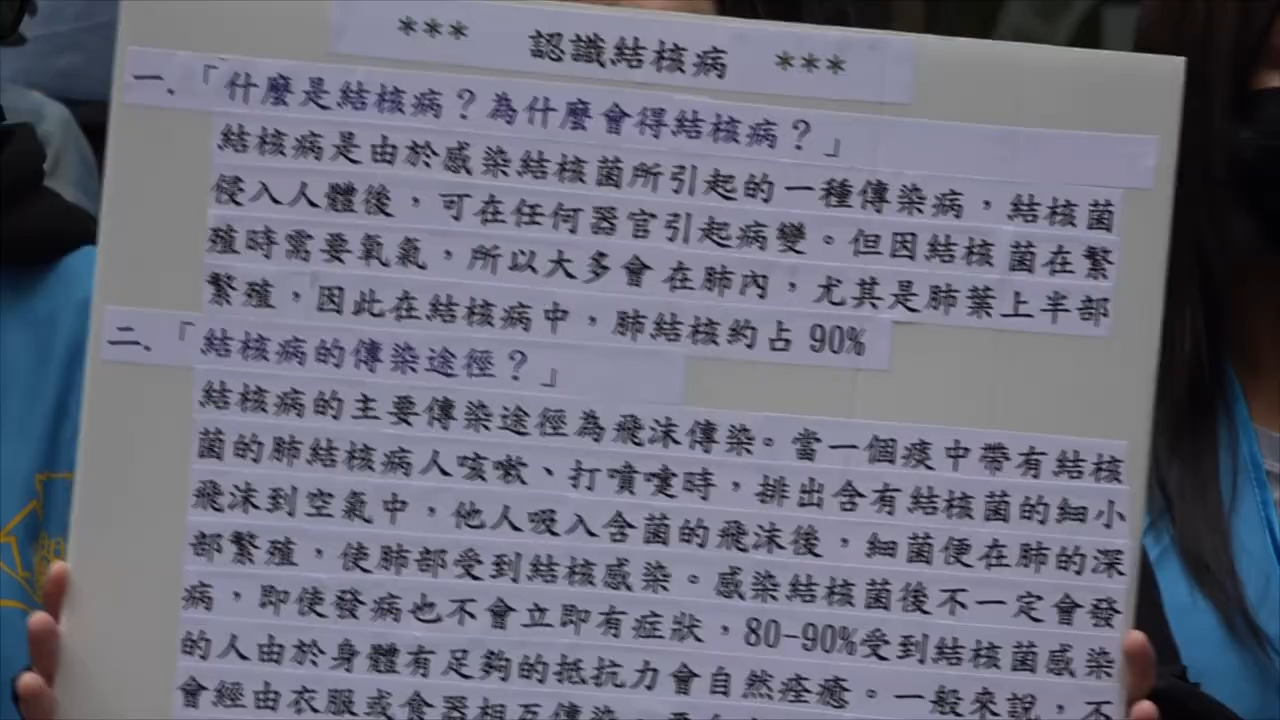 *** 認識結核病 ***
一.「什麼是結核病？為什麼會得結核病？」
結核病是由於感染結核菌所引起的一種傳染病，結核菌
侵入人體後，可在任何器官引起病變。但因結核菌在繁
殖時需要氧氣，所以大多會在肺內，尤其是肺葉上半部
繁殖，因此在結核病中，肺結核約占 90%
二.「結核病的傳染途徑？」
結核病的主要傳染途徑為飛沫傳染。當一個痰中帶有結核
菌的肺結核病人咳嗽、打噴嚏時，排出含有結核菌的細小
飛沫到空氣中，他人吸入含菌的飛沫後，細菌便在肺的深
部繁殖，使肺部受到結核感染。感染結核菌後不一定會發
病，即使發病也不會立即有症狀，80-90%受到結核菌感染
的人由於身體有足夠的抵抗力會自然痊癒。一般來說，不
會經由衣服或食器相互傳染